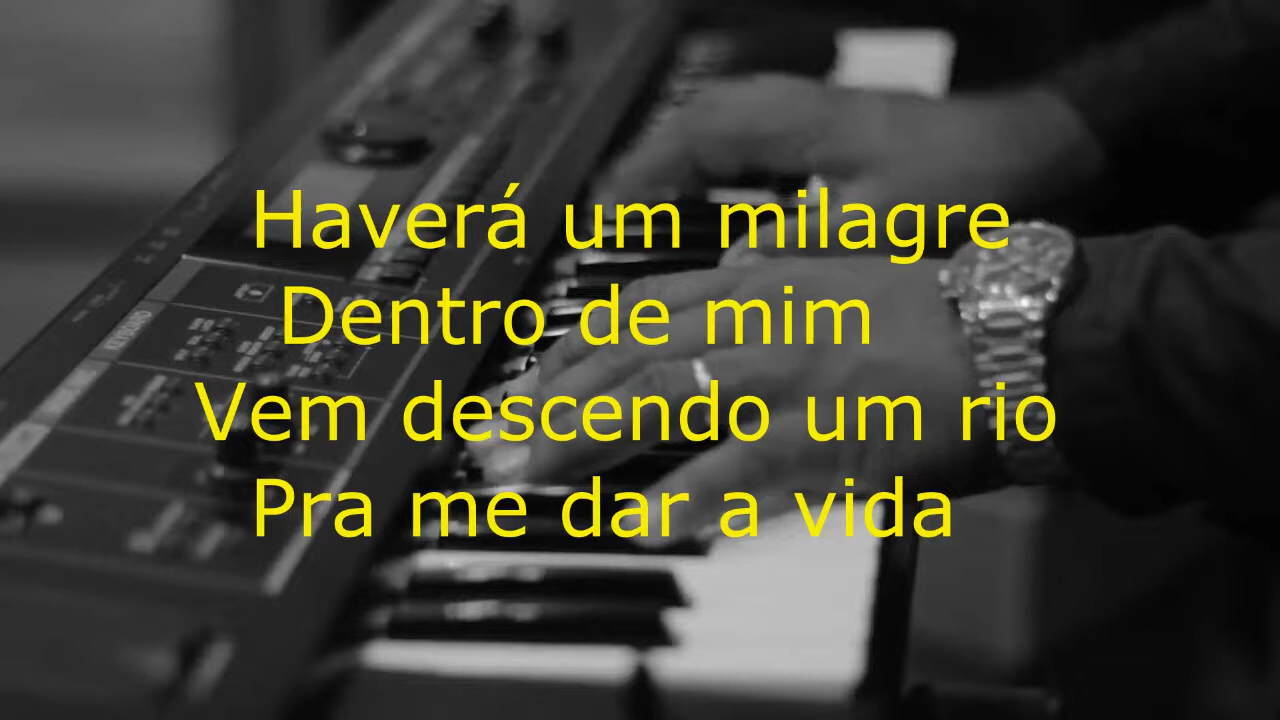 Haverá um milagre
Dentro de mim
Vem descendo um rio
Pra me dar a vida